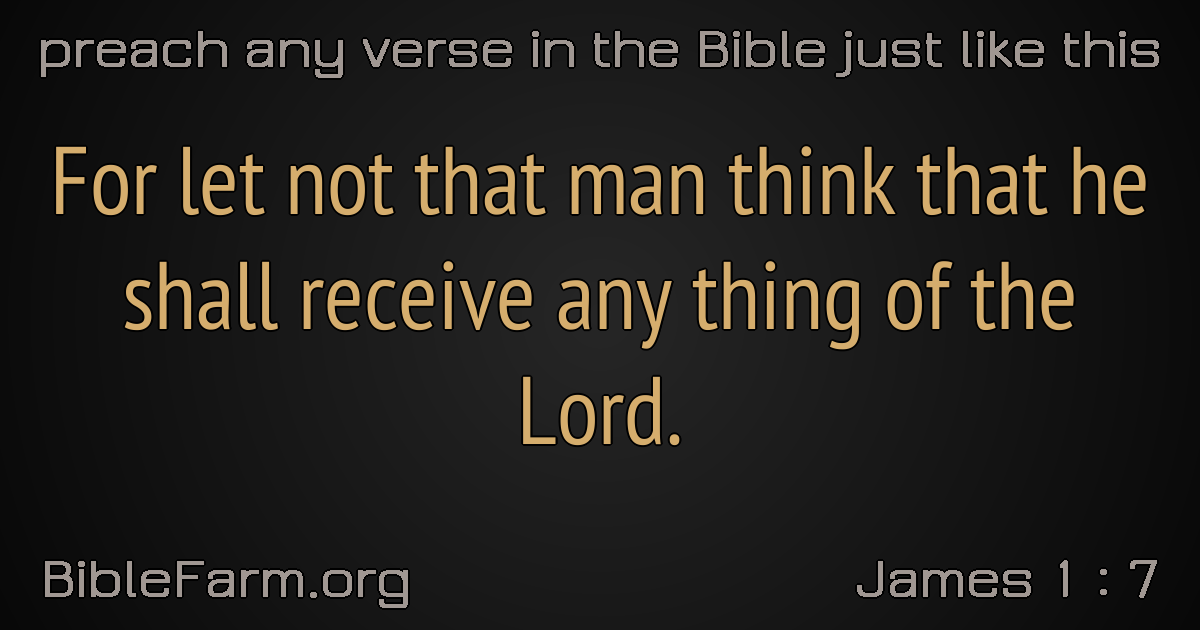 preach any verse in the Bible just like this
For let not that man think that he
shall receive any thing of the
Lord.
BibleFarm.org
James 1 : 7